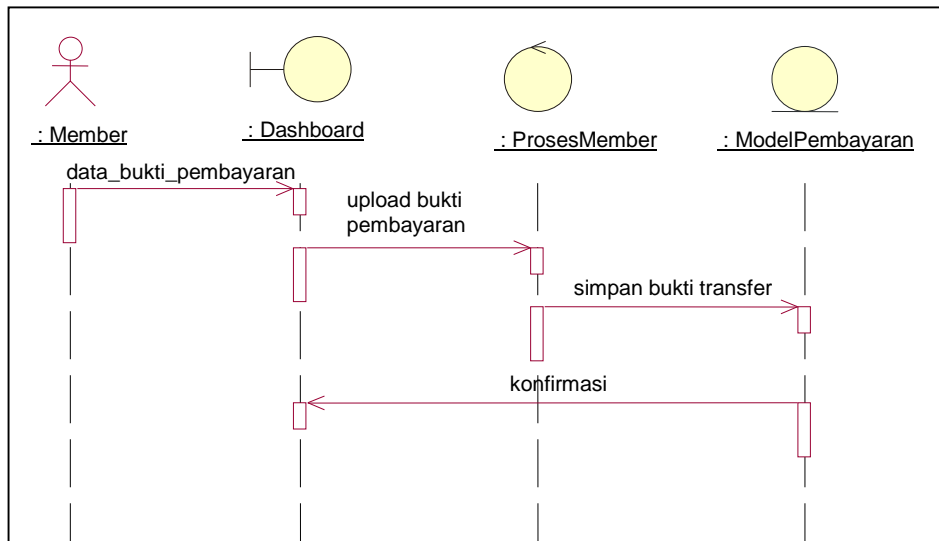 : Member
: Dashboard
: ProsesMember
: ModelPembayaran
data_bukti_pembayaran
upload bukti
pembayaran
simpan bukti transfer
konfirmasi